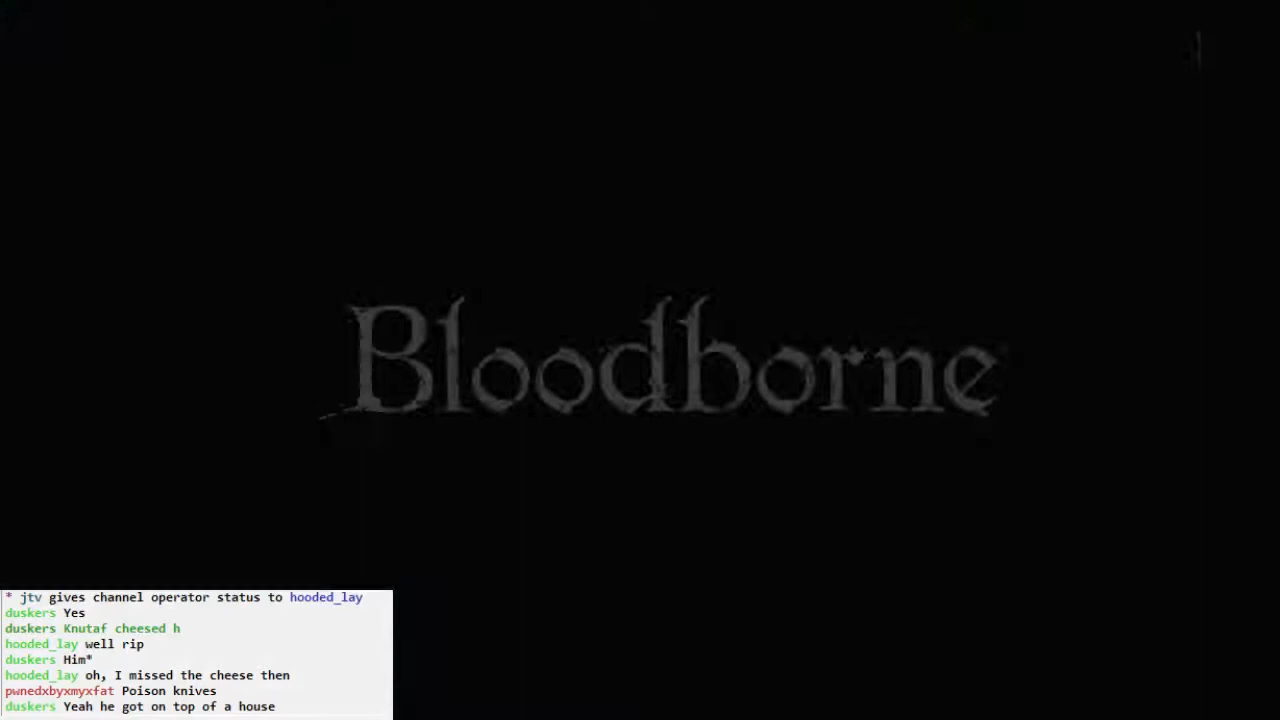 Bloodborne
* jtv gives channel operator status to hooded_lay
duskers Yes
duskers Knutaf cheesed h
hooded_lay well rip
duskers Him*
hooded_lay oh, I missed the cheese then
pwnedxbyxmyxfat Poison knives
duskers Yeah he got on top of a house